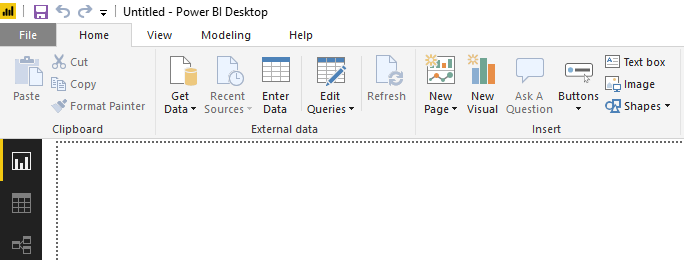 Untitled - Power BI Desktop
File Home View Modeling Help
Paste
Cut
Copy
Format Painter
Clipboard
Get Data
Recent Sources
Enter Data
Edit Queries
Refresh
External data
New Page
New Visual
Ask A Question
Buttons
Text box
Image
Shapes
Insert